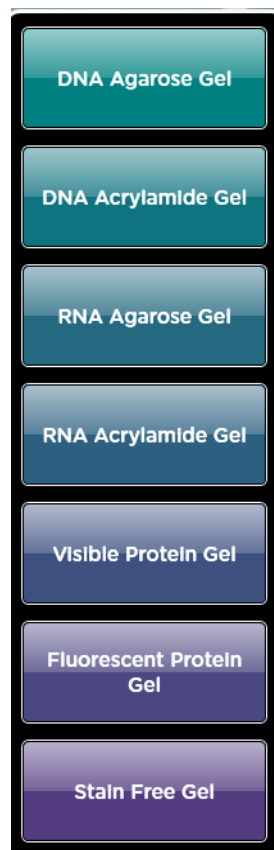 DNA Agarose Gel
DNA Acrylamide Gel
RNA Agarose Gel
RNA Acrylamide Gel
Visible Protein Gel
Fluorescent Protein
Gel
Stain Free Gel